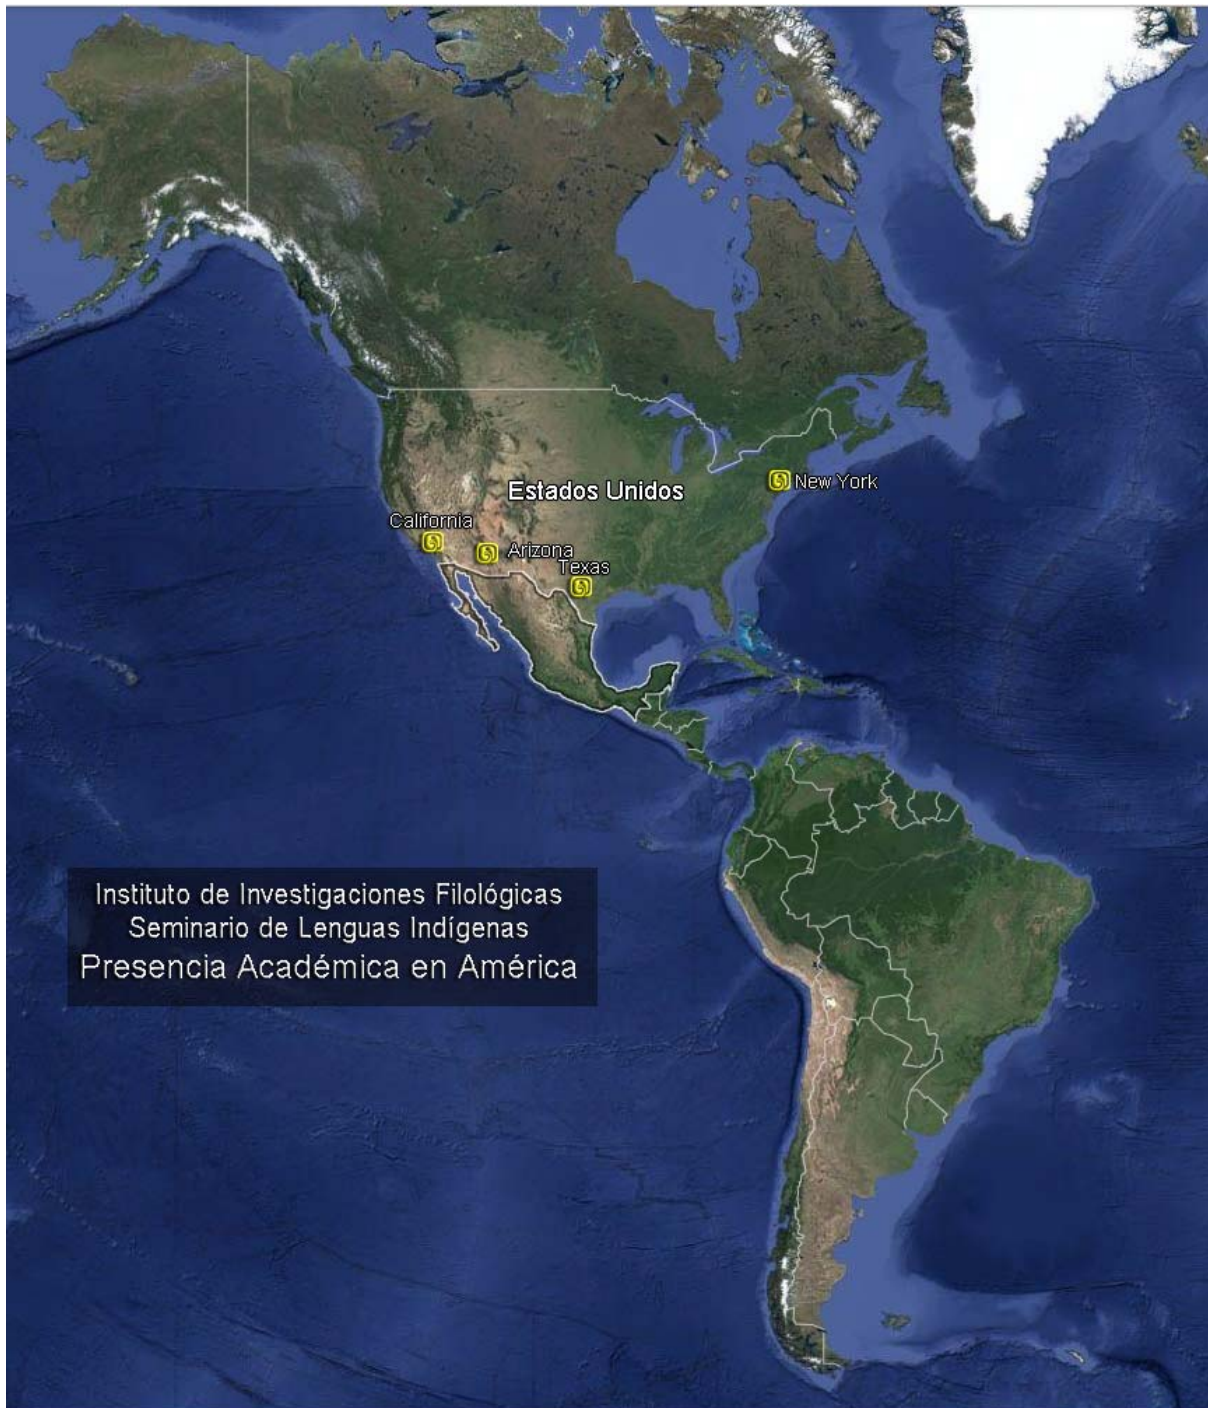 Estados Unidos
New York
California
Arizona
Texas
Instituto de Investigaciones Filológicas
Seminario de Lenguas Indígenas
Presencia Académica en América